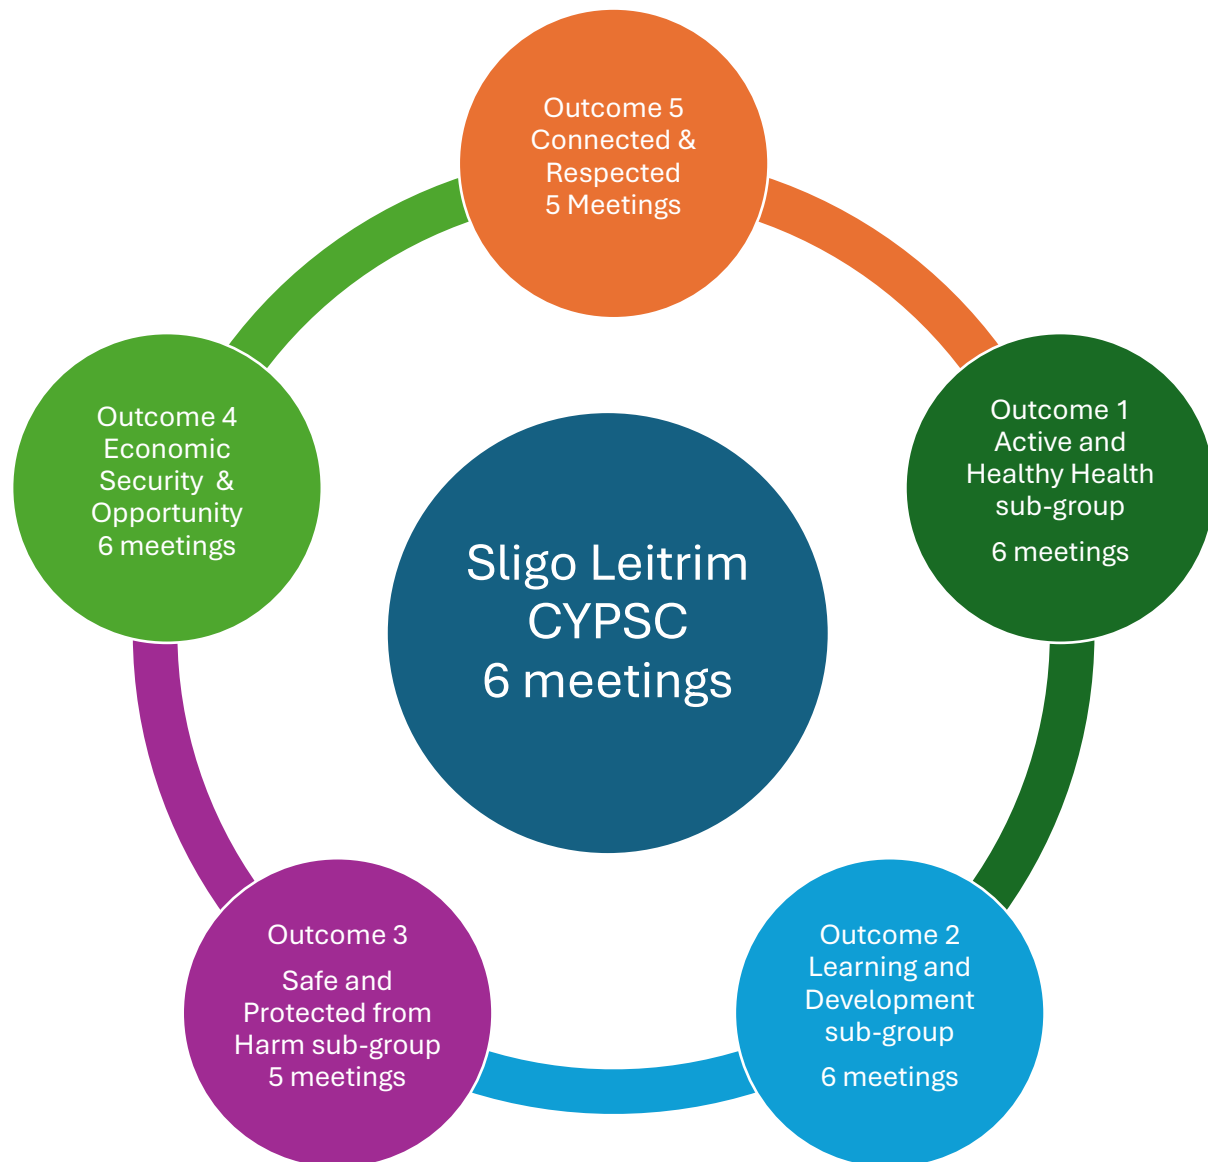 Outcome 5
Connected &
Respected
5 Meetings
Outcome 4
Economic
Security &
Opportunity
6 meetings
Outcome 1
Active and
Healthy Health
sub-group
6 meetings
Sligo Leitrim
CYPSC
6 meetings
Outcome 3
Safe and
Protected from
Harm sub-group
5 meetings
Outcome 2
Learning and
Development
sub-group
6 meetings